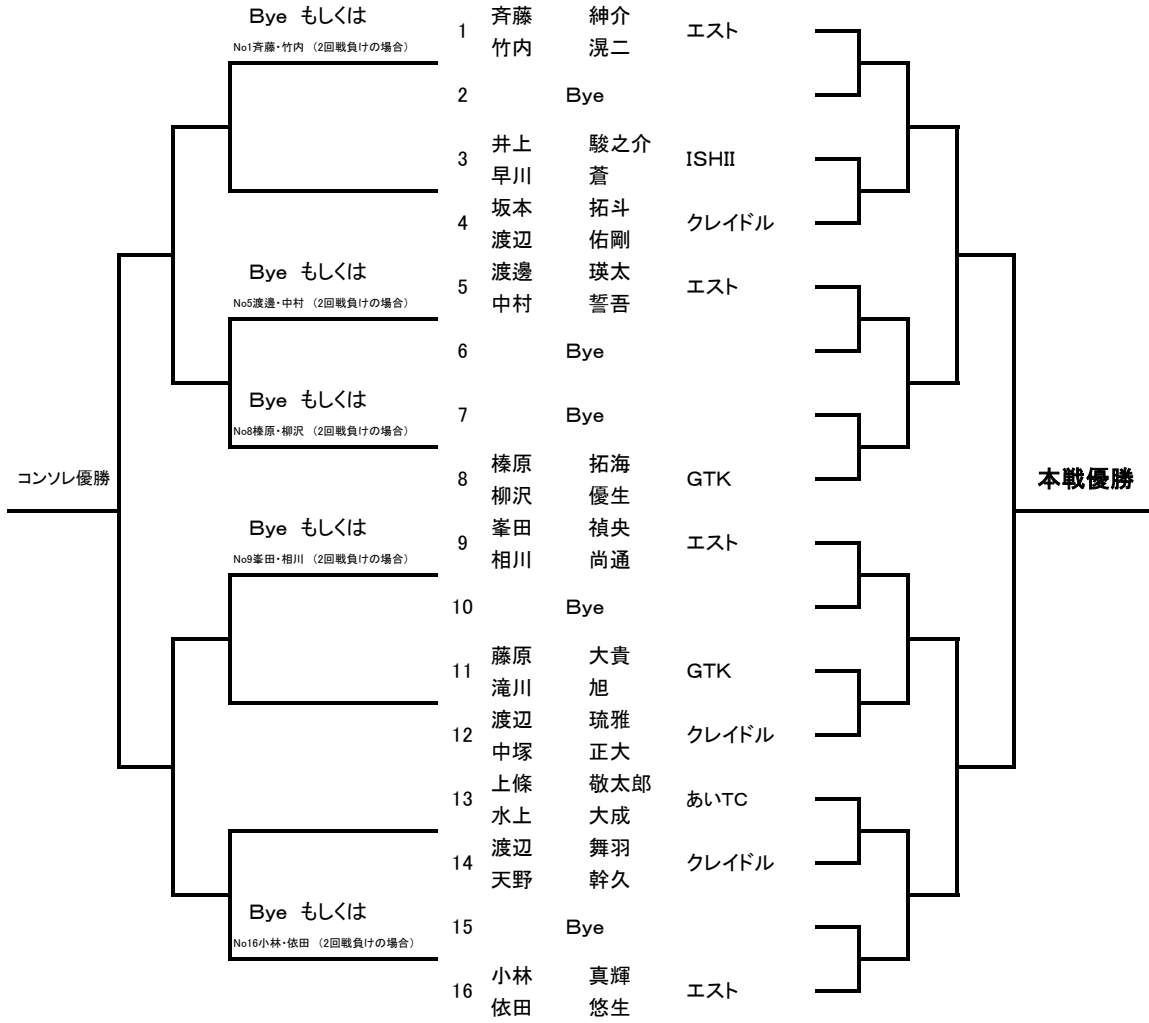 Bye もしくは
No1斉藤・竹内 （2回戦負けの場合）
1 斉藤 紳介 エスト
竹内 滉二
2 Bye
3 井上 駿之介 ISHII
早川 蒼
4 坂本 拓斗 クレイドル
渡辺 佑剛
Bye もしくは
No5渡邊・中村 （2回戦負けの場合）
5 渡邊 瑛太 エスト
中村 誓吾
6 Bye
Bye もしくは
No8榛原・柳沢 （2回戦負けの場合）
7 Bye
8 榛原 拓海 GTK
柳沢 優生
コンソレ優勝
本戦優勝
Bye もしくは
No9峯田・相川 （2回戦負けの場合）
9 峯田 禎央 エスト
相川 尚通
10 Bye
11 藤原 大貴 GTK
滝川 旭
12 渡辺 琉雅 クレイドル
中塚 正大
13 上條 敬太郎 あいTC
水上 大成
14 渡辺 舞羽 クレイドル
天野 幹久
Bye もしくは
No16小林・依田 （2回戦負けの場合）
15 Bye
16 小林 真輝 エスト
依田 悠生